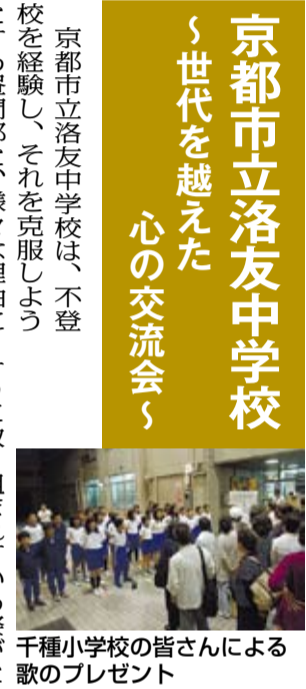 京都市立洛友中学校
～世代を越えた
心の交流会～
京都市立洛友中学校は、不登
校を経験し、それを克服しよう
千種小学校の皆さんによる
歌のプレゼント